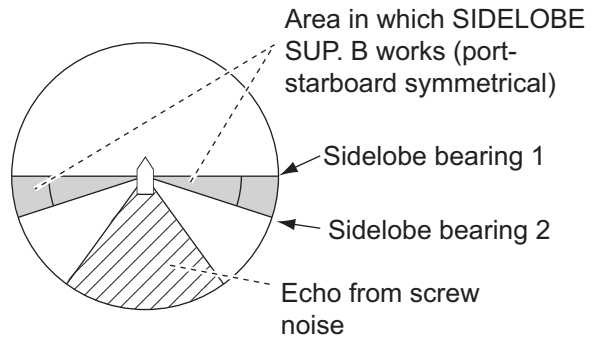 Area in which SIDELOBE
SUP. B works (port-
starboard symmetrical)
Sidelobe bearing 1
Sidelobe bearing 2
Echo from screw
noise